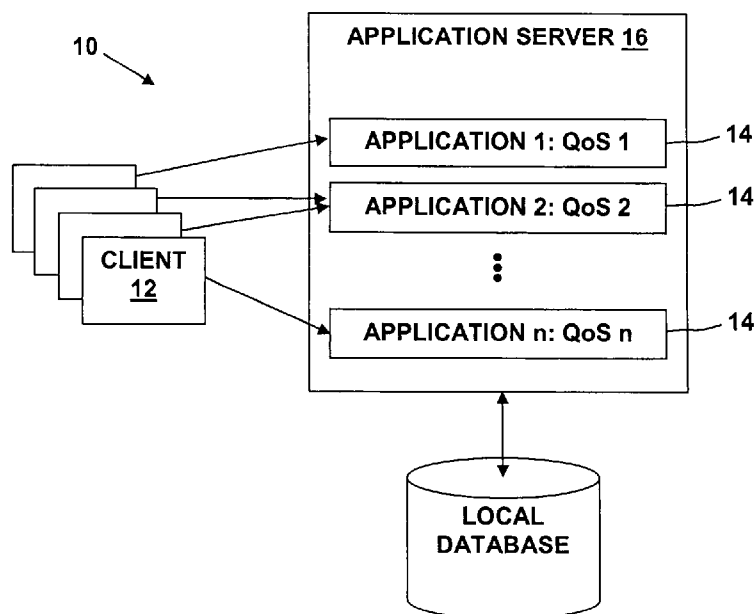 10
APPLICATION SERVER 16
APPLICATION 1: QoS 1
14
APPLICATION 2: QoS 2
14
CLIENT
12
APPLICATION n: QoS n
14
LOCAL
DATABASE